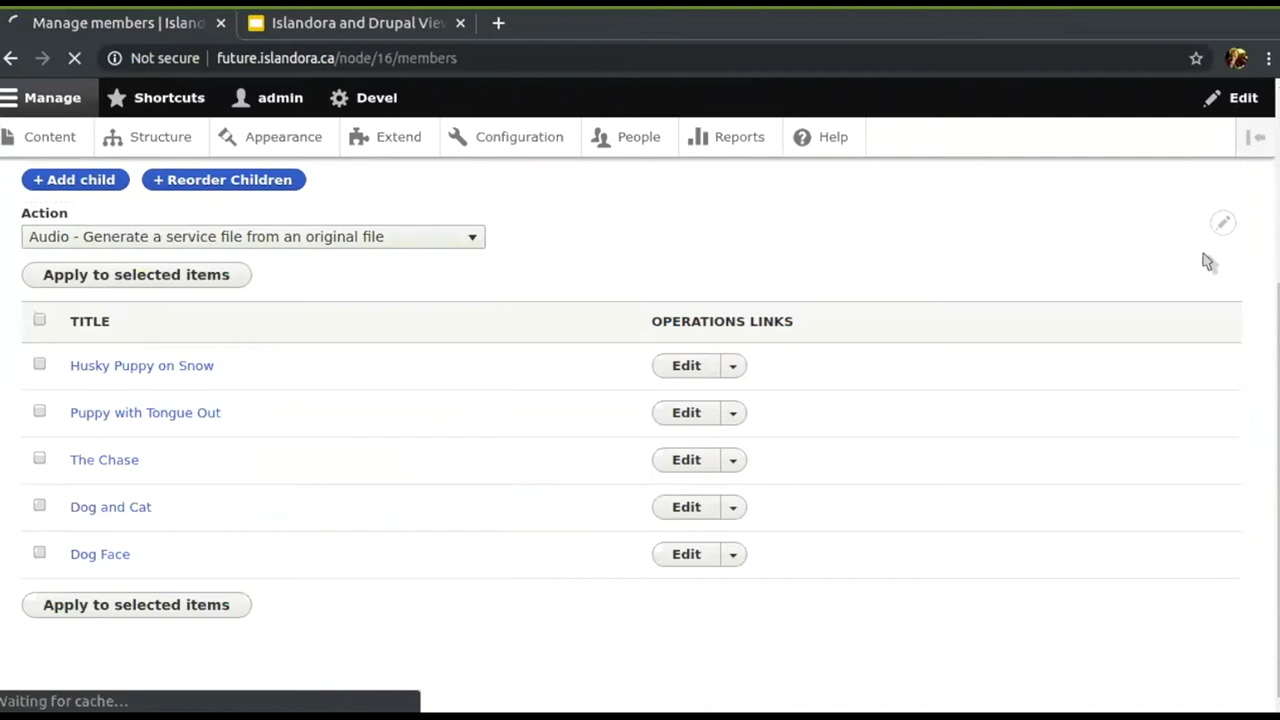 Manage members | Islan
Islandora and Drupal View
Not secure | future.islandora.ca/node/16/members
Manage Shortcuts admin Devel Edit
Content Structure Appearance Extend Configuration People Reports Help
+ Add child + Reorder Children
Action
Audio - Generate a service file from an original file
Apply to selected items
TITLE OPERATIONS LINKS
Husky Puppy on Snow Edit
Puppy with Tongue Out Edit
The Chase Edit
Dog and Cat Edit
Dog Face Edit
Apply to selected items
Waiting for cache...